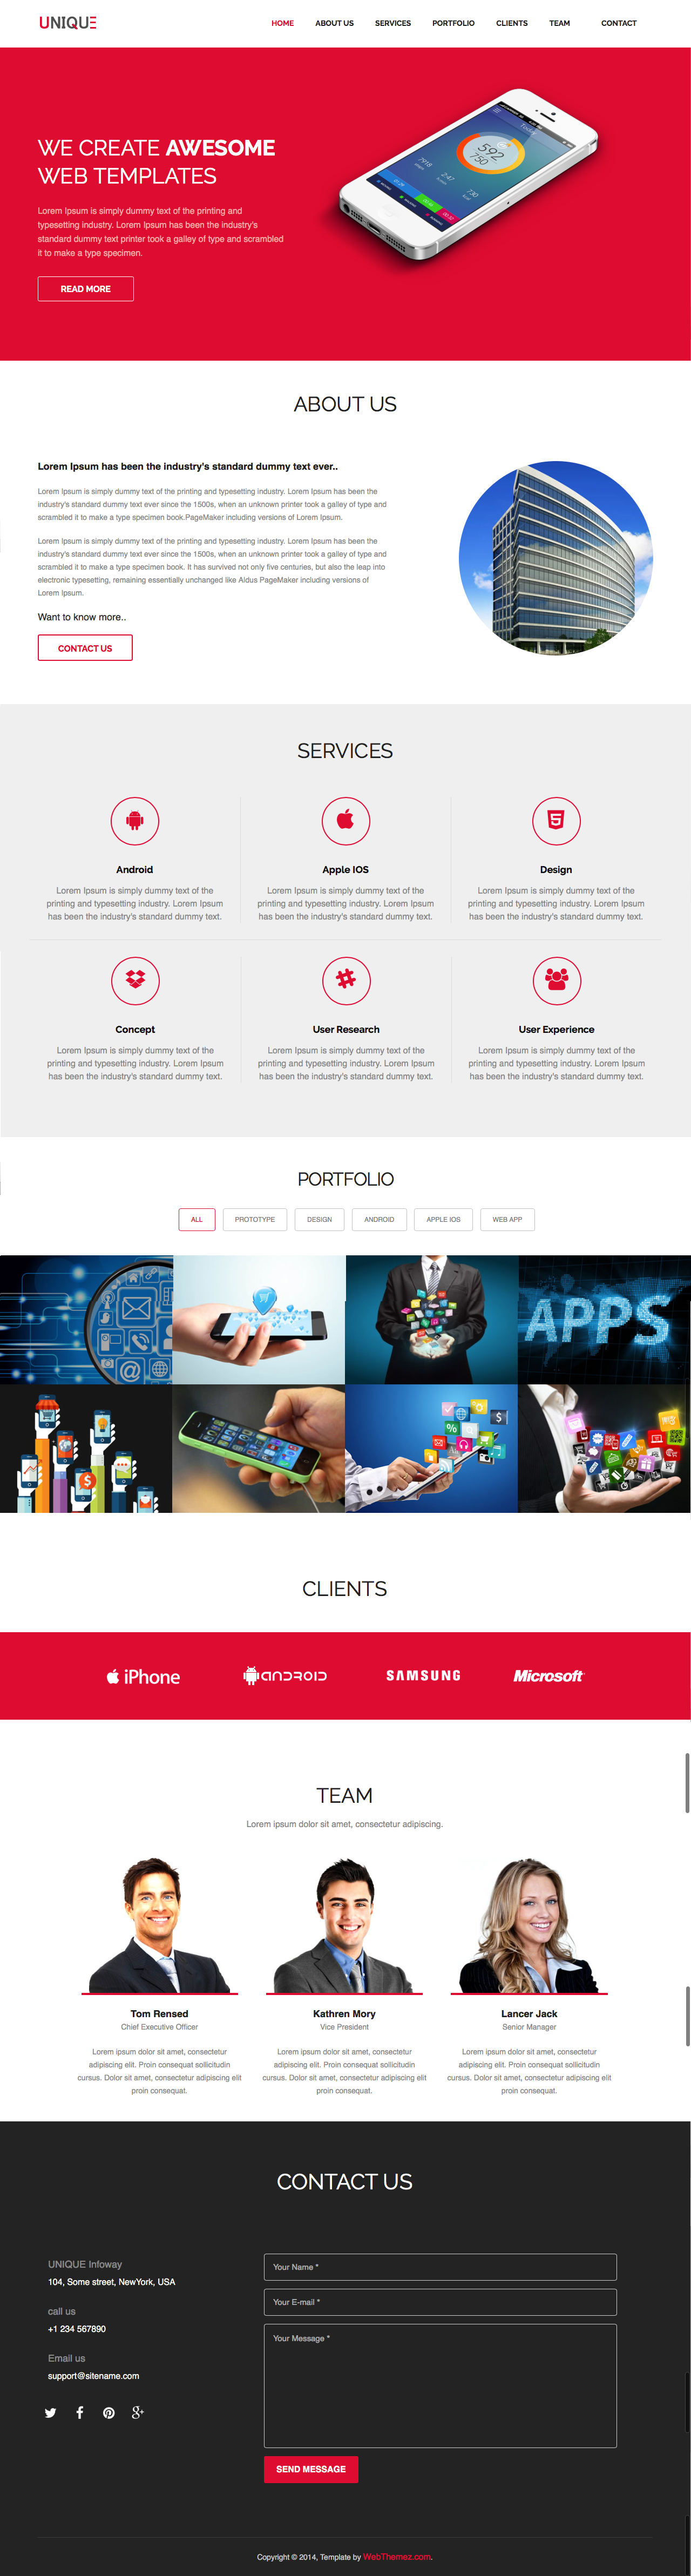 UNIQUE
HOME ABOUT US SERVICES PORTFOLIO CLIENTS TEAM CONTACT
WE CREATE AWESOME
WEB TEMPLATES
Lorem Ipsum is simply dummy text of the printing and
typesetting industry. Lorem Ipsum has been the industry's
standard dummy text printer took a galley of type and scrambled
it to make a type specimen.
READ MORE
Today
592
750
7918
2:47
730
ABOUT US
Lorem Ipsum has been the industry's standard dummy text ever..
Lorem Ipsum is simply dummy text of the printing and typesetting industry. Lorem Ipsum has been the
industry's standard dummy text ever since the 1500s, when an unknown printer took a galley of type and
scrambled it to make a type specimen book.PageMaker including versions of Lorem Ipsum.
Lorem Ipsum is simply dummy text of the printing and typesetting industry. Lorem Ipsum has been the
industry's standard dummy text ever since the 1500s, when an unknown printer took a galley of type and
scrambled it to make a type specimen book. It has survived not only five centuries, but also the leap into
electronic typesetting, remaining essentially unchanged like Aldus PageMaker including versions of
Lorem Ipsum.
Want to know more..
CONTACT US
SERVICES
Android
Lorem Ipsum is simply dummy text of the
printing and typesetting industry. Lorem Ipsum
has been the industry's standard dummy text.
Apple IOS
Lorem Ipsum is simply dummy text of the
printing and typesetting industry. Lorem Ipsum
has been the industry's standard dummy text.
Design
Lorem Ipsum is simply dummy text of the
printing and typesetting industry. Lorem Ipsum
has been the industry's standard dummy text.
Concept
Lorem Ipsum is simply dummy text of the
printing and typesetting industry. Lorem Ipsum
has been the industry's standard dummy text.
User Research
Lorem Ipsum is simply dummy text of the
printing and typesetting industry. Lorem Ipsum
has been the industry's standard dummy text.
User Experience
Lorem Ipsum is simply dummy text of the
printing and typesetting industry. Lorem Ipsum
has been the industry's standard dummy text.
PORTFOLIO
ALL PROTOTYPE DESIGN ANDROID APPLE IOS WEB APP
APPS
CLIENTS
iPhone ANDROID SAMSUNG Microsoft
TEAM
Lorem ipsum dolor sit amet, consectetur adipiscing.
Tom Rensed
Chief Executive Officer
Lorem ipsum dolor sit amet, consectetur
adipiscing elit. Proin consequat sollicitudin
cursus. Dolor sit amet, consectetur adipiscing elit
proin consequat.
Kathren Mory
Vice President
Lorem ipsum dolor sit amet, consectetur
adipiscing elit. Proin consequat sollicitudin
cursus. Dolor sit amet, consectetur adipiscing elit
proin consequat.
Lancer Jack
Senior Manager
Lorem ipsum dolor sit amet, consectetur
adipiscing elit. Proin consequat sollicitudin
cursus. Dolor sit amet, consectetur adipiscing elit
proin consequat.
CONTACT US
UNIQUE Infoway
104, Some street, NewYork, USA
call us
+1 234 567890
Email us
support@sitename.com
Your Name *
Your E-mail *
Your Message *
SEND MESSAGE
Copyright © 2014, Template by WebThemez.com.